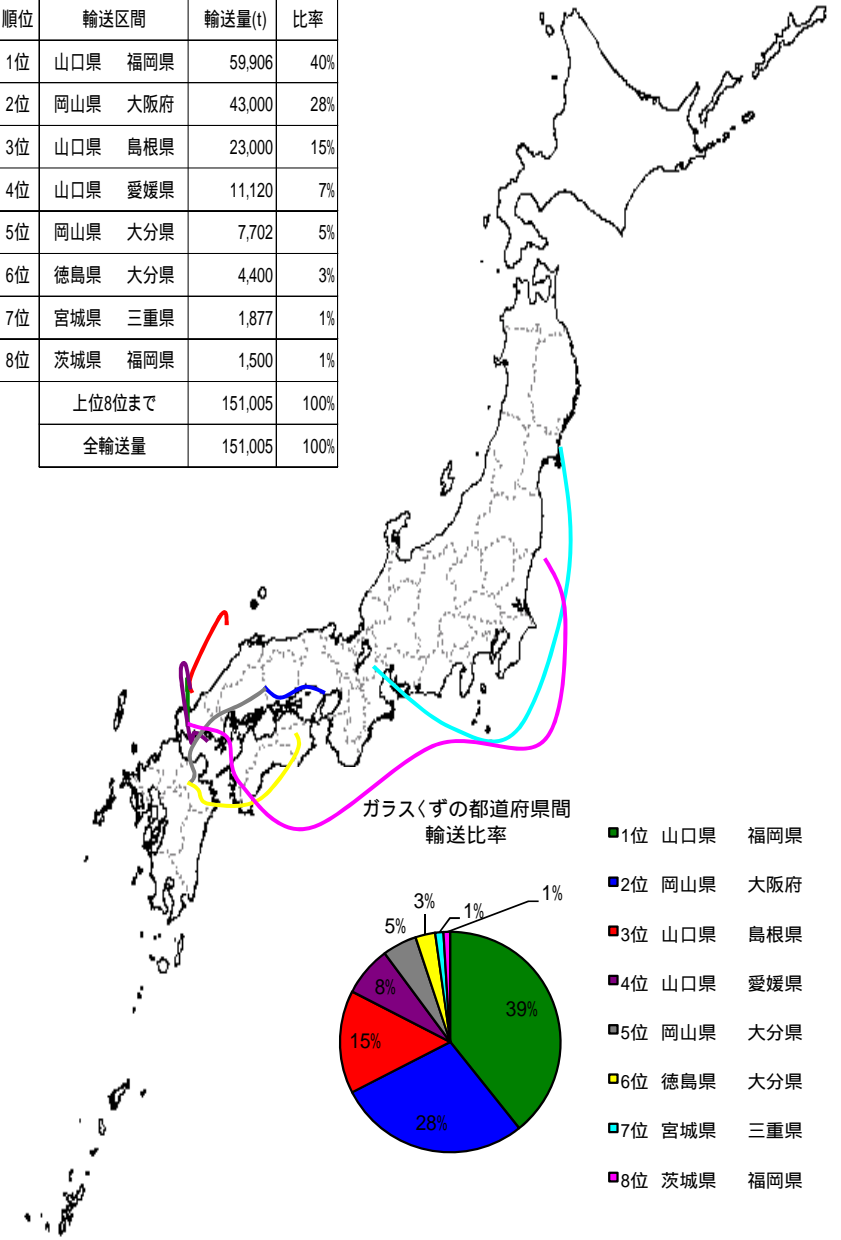 順位 輸送区間 輸送量(t) 比率
1位 山口県 福岡県 59,906 40%
2位 岡山県 大阪府 43,000 28%
3位 山口県 島根県 23,000 15%
4位 山口県 愛媛県 11,120 7%
5位 岡山県 大分県 7,702 5%
6位 徳島県 大分県 4,400 3%
7位 宮城県 三重県 1,877 1%
8位 茨城県 福岡県 1,500 1%
上位8位まで 151,005 100%
全輸送量 151,005 100%
ガラスくずの都道府県間
輸送比率
39%
28%
15%
8%
5%
3%
1%
1%
1位 山口県 福岡県
2位 岡山県 大阪府
3位 山口県 島根県
4位 山口県 愛媛県
5位 岡山県 大分県
6位 徳島県 大分県
7位 宮城県 三重県
8位 茨城県 福岡県